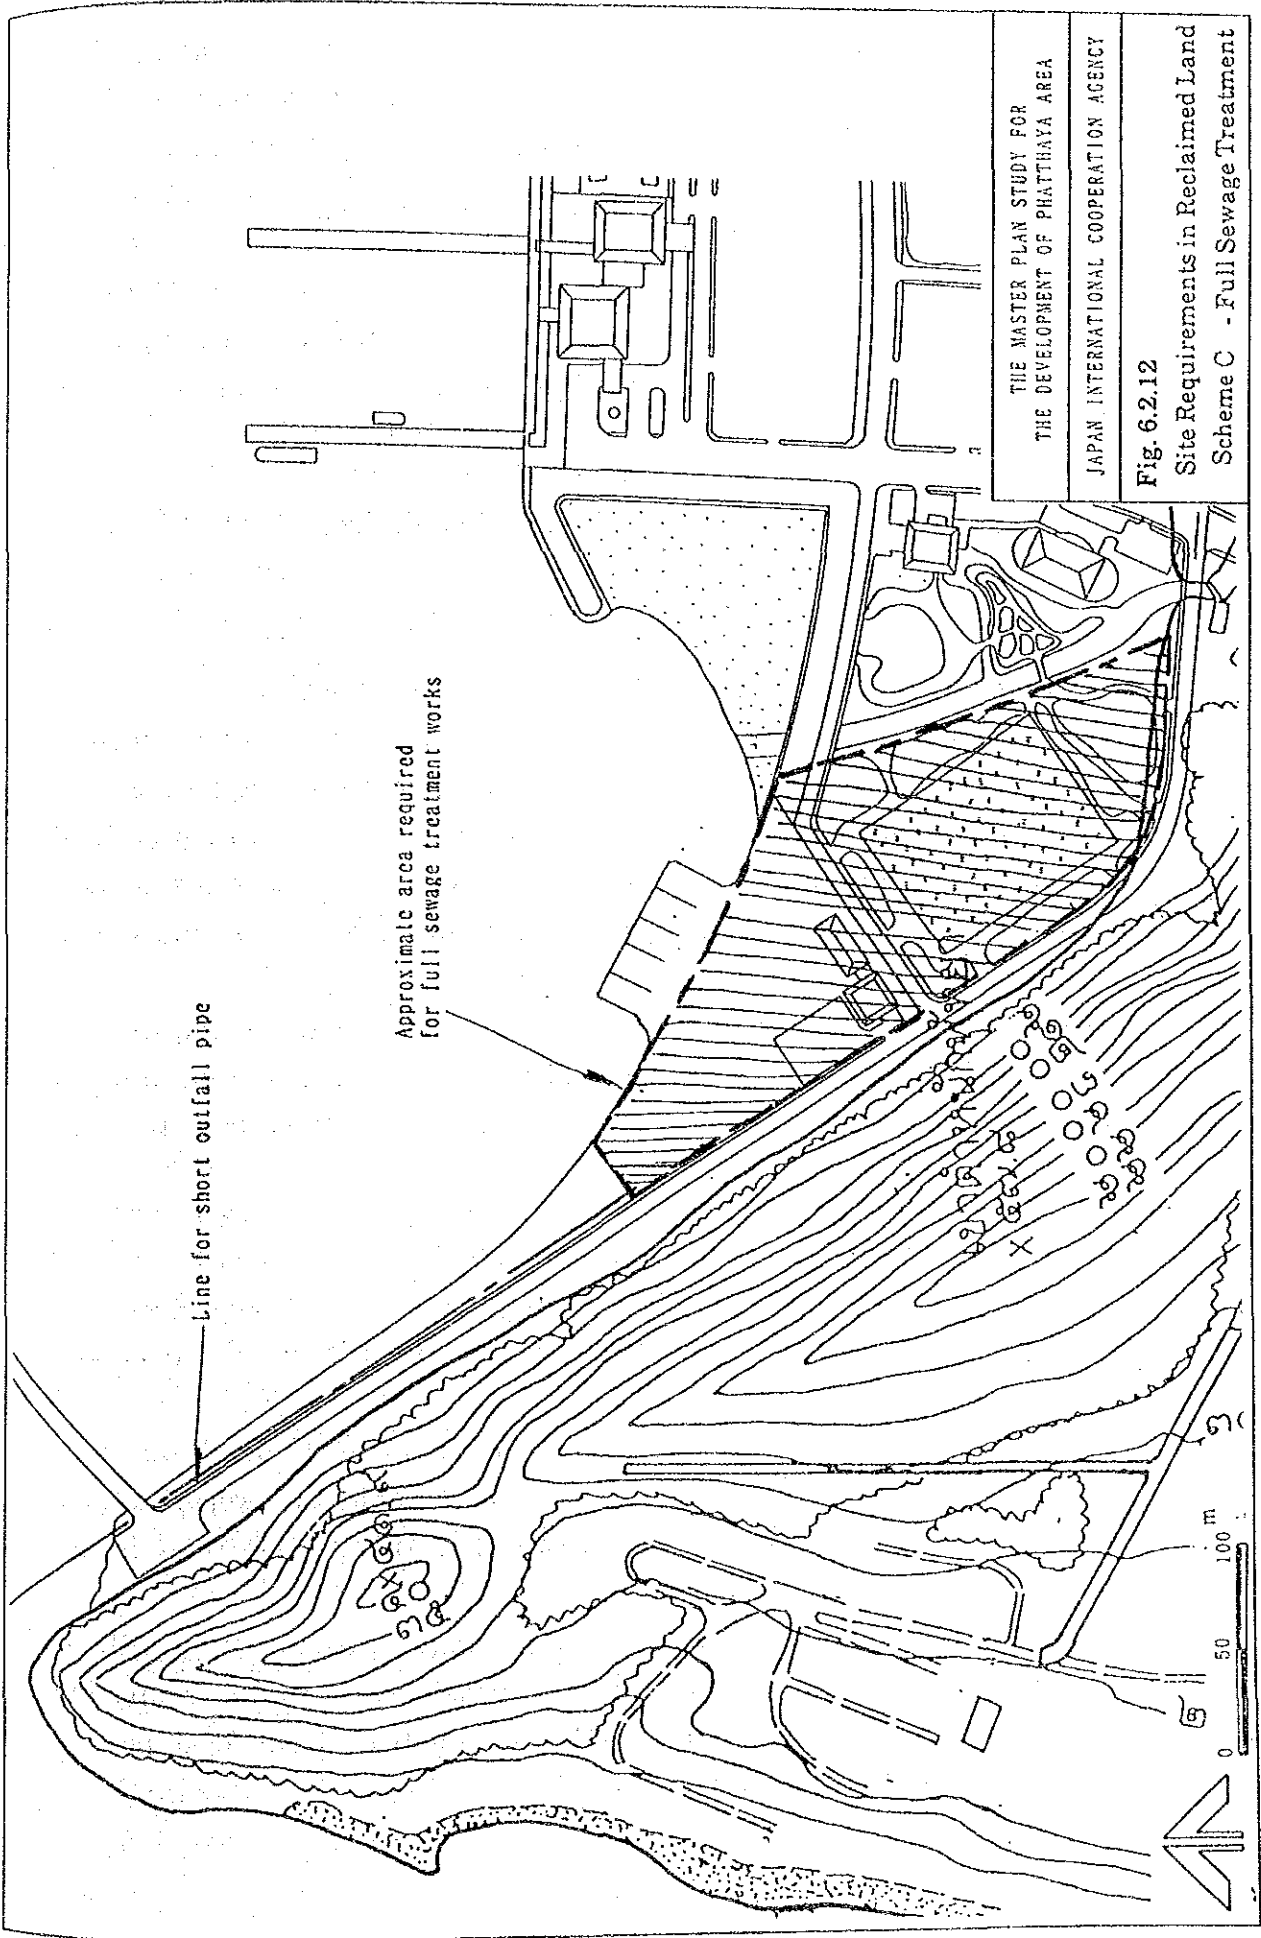 Line for short outfall pipe
Approximate area required
for full sewage treatment works
0 50 100 m
THE MASTER PLAN STUDY FOR
THE DEVELOPMENT OF PHATTHAYA AREA
JAPAN INTERNATIONAL COOPERATION AGENCY
Fig. 6.2.12
Site Requirements in Reclaimed Land
Scheme C - Full Sewage Treatment